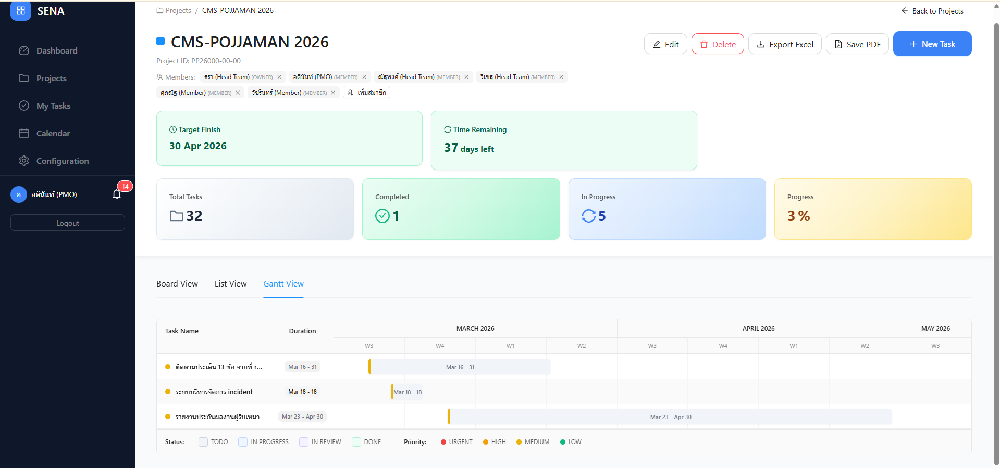 SENA
Dashboard
Projects
My Tasks
Calendar
Configuration
อ อดินันท์ (PMO) 14
Logout
Projects / CMS-POJJAMAN 2026
Back to Projects
CMS-POJJAMAN 2026
Edit
Delete
Export Excel
Save PDF
+ New Task
Project ID: PP26000-00-00
Members: ธรา (Head Team) (OWNER) × อดินันท์ (PMO) (MEMBER) × ณัฐพงศ์ (Head Team) (MEMBER) × วิเชฐ (Head Team) (MEMBER) ×
ศุภณัฐ (Member) (MEMBER) × วัชรินทร์ (Member) (MEMBER) × เพิ่มสมาชิก
Target Finish
30 Apr 2026
Time Remaining
37 days left
Total Tasks
32
Completed
1
In Progress
5
Progress
3 %
Board View List View Gantt View
Task Name Duration MARCH 2026 APRIL 2026 MAY 2026
W3 W4 W1 W2 W3 W4 W1 W2 W3
ติดตามประเด็น 13 ข้อ จากที่ r... Mar 16 - 31 Mar 16 - 31
ระบบบริหารจัดการ incident Mar 18 - 18 Mar 18 - 18
รายงานประกันผลงานผู้รับเหมา Mar 23 - Apr 30 Mar 23 - Apr 30
Status: TODO IN PROGRESS IN REVIEW DONE Priority: URGENT HIGH MEDIUM LOW